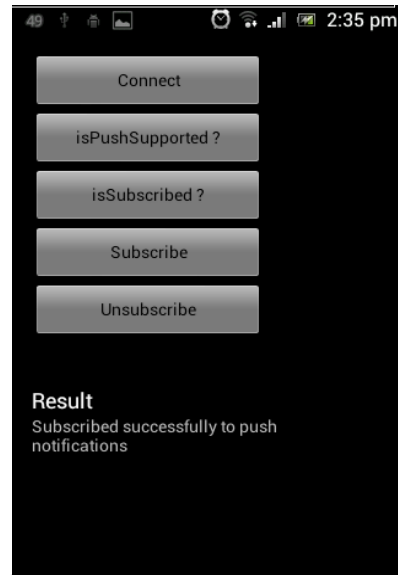 49 2:35 pm
Connect
isPushSupported ?
isSubscribed ?
Subscribe
Unsubscribe
Result
Subscribed successfully to push
notifications